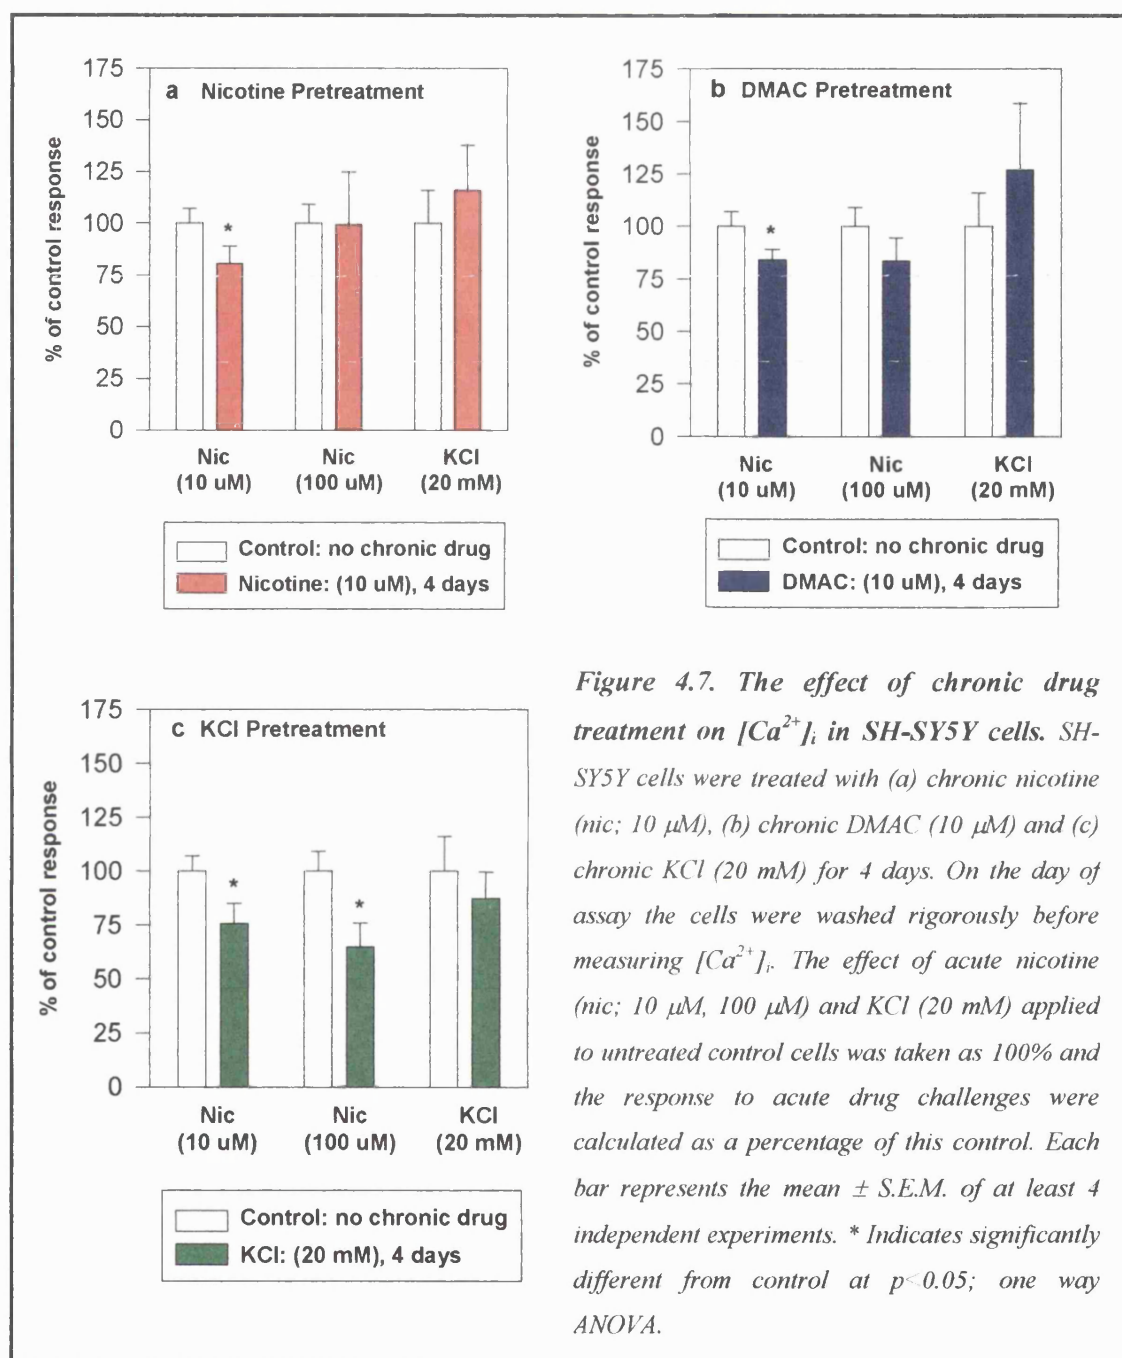 175
150
125
100
75
50
25
0
% of control response
a Nicotine Pretreatment
*
Nic
(10 uM)
Nic
(100 uM)
KCl
(20 mM)
Control: no chronic drug
Nicotine: (10 uM), 4 days
175
150
125
100
75
50
25
0
% of control response
b DMAC Pretreatment
*
Nic
(10 uM)
Nic
(100 uM)
KCl
(20 mM)
Control: no chronic drug
DMAC: (10 uM), 4 days
175
150
125
100
75
50
25
0
% of control response
c KCl Pretreatment
*
*
Nic
(10 uM)
Nic
(100 uM)
KCl
(20 mM)
Control: no chronic drug
KCl: (20 mM), 4 days
Figure 4.7. The effect of chronic drug
treatment on [Ca²⁺]ᵢ in SH-SY5Y cells. SH-
SY5Y cells were treated with (a) chronic nicotine
(nic; 10 µM), (b) chronic DMAC (10 µM) and (c)
chronic KCl (20 mM) for 4 days. On the day of
assay the cells were washed rigorously before
measuring [Ca²⁺]ᵢ. The effect of acute nicotine
(nic; 10 µM, 100 µM) and KCl (20 mM) applied
to untreated control cells was taken as 100% and
the response to acute drug challenges were
calculated as a percentage of this control. Each
bar represents the mean ± S.E.M. of at least 4
independent experiments. * Indicates significantly
different from control at p<0.05; one way
ANOVA.